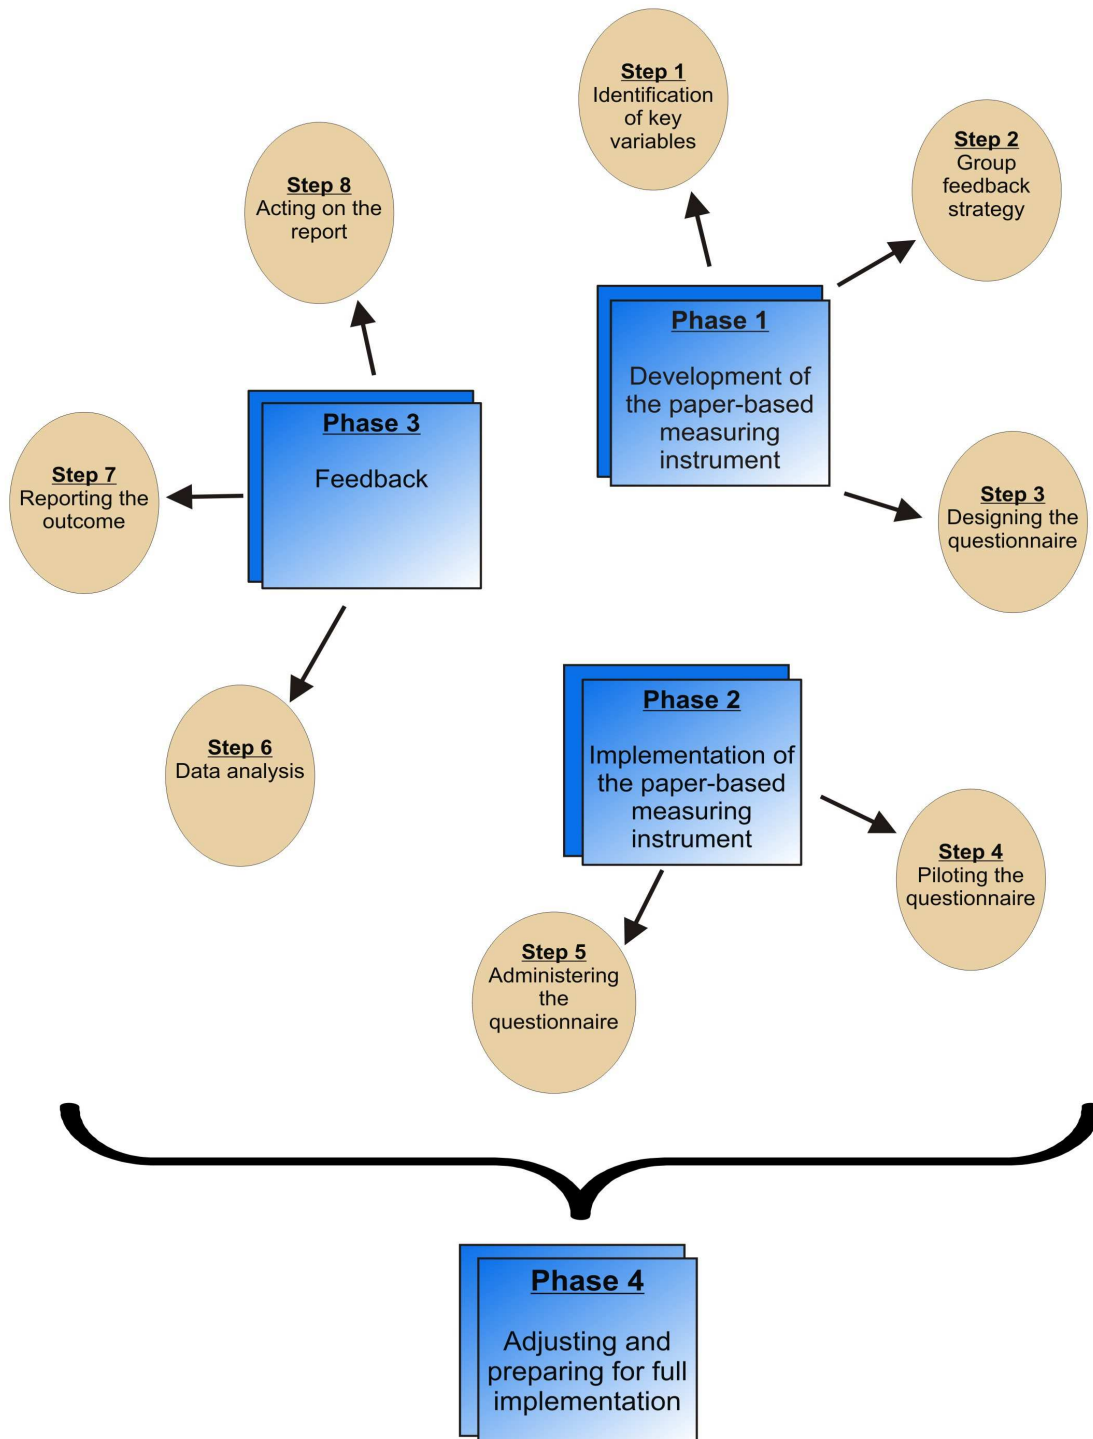 Step 1
Identification
of key
variables
Step 2
Group
feedback
strategy
Step 8
Acting on the
report
Phase 1
Development of
the paper-based
measuring
instrument
Phase 3
Feedback
Step 7
Reporting the
outcome
Step 3
Designing the
questionnaire
Phase 2
Implementation of
the paper-based
measuring
instrument
Step 6
Data analysis
Step 4
Piloting the
questionnaire
Step 5
Administering
the
questionnaire
Phase 4
Adjusting and
preparing for full
implementation